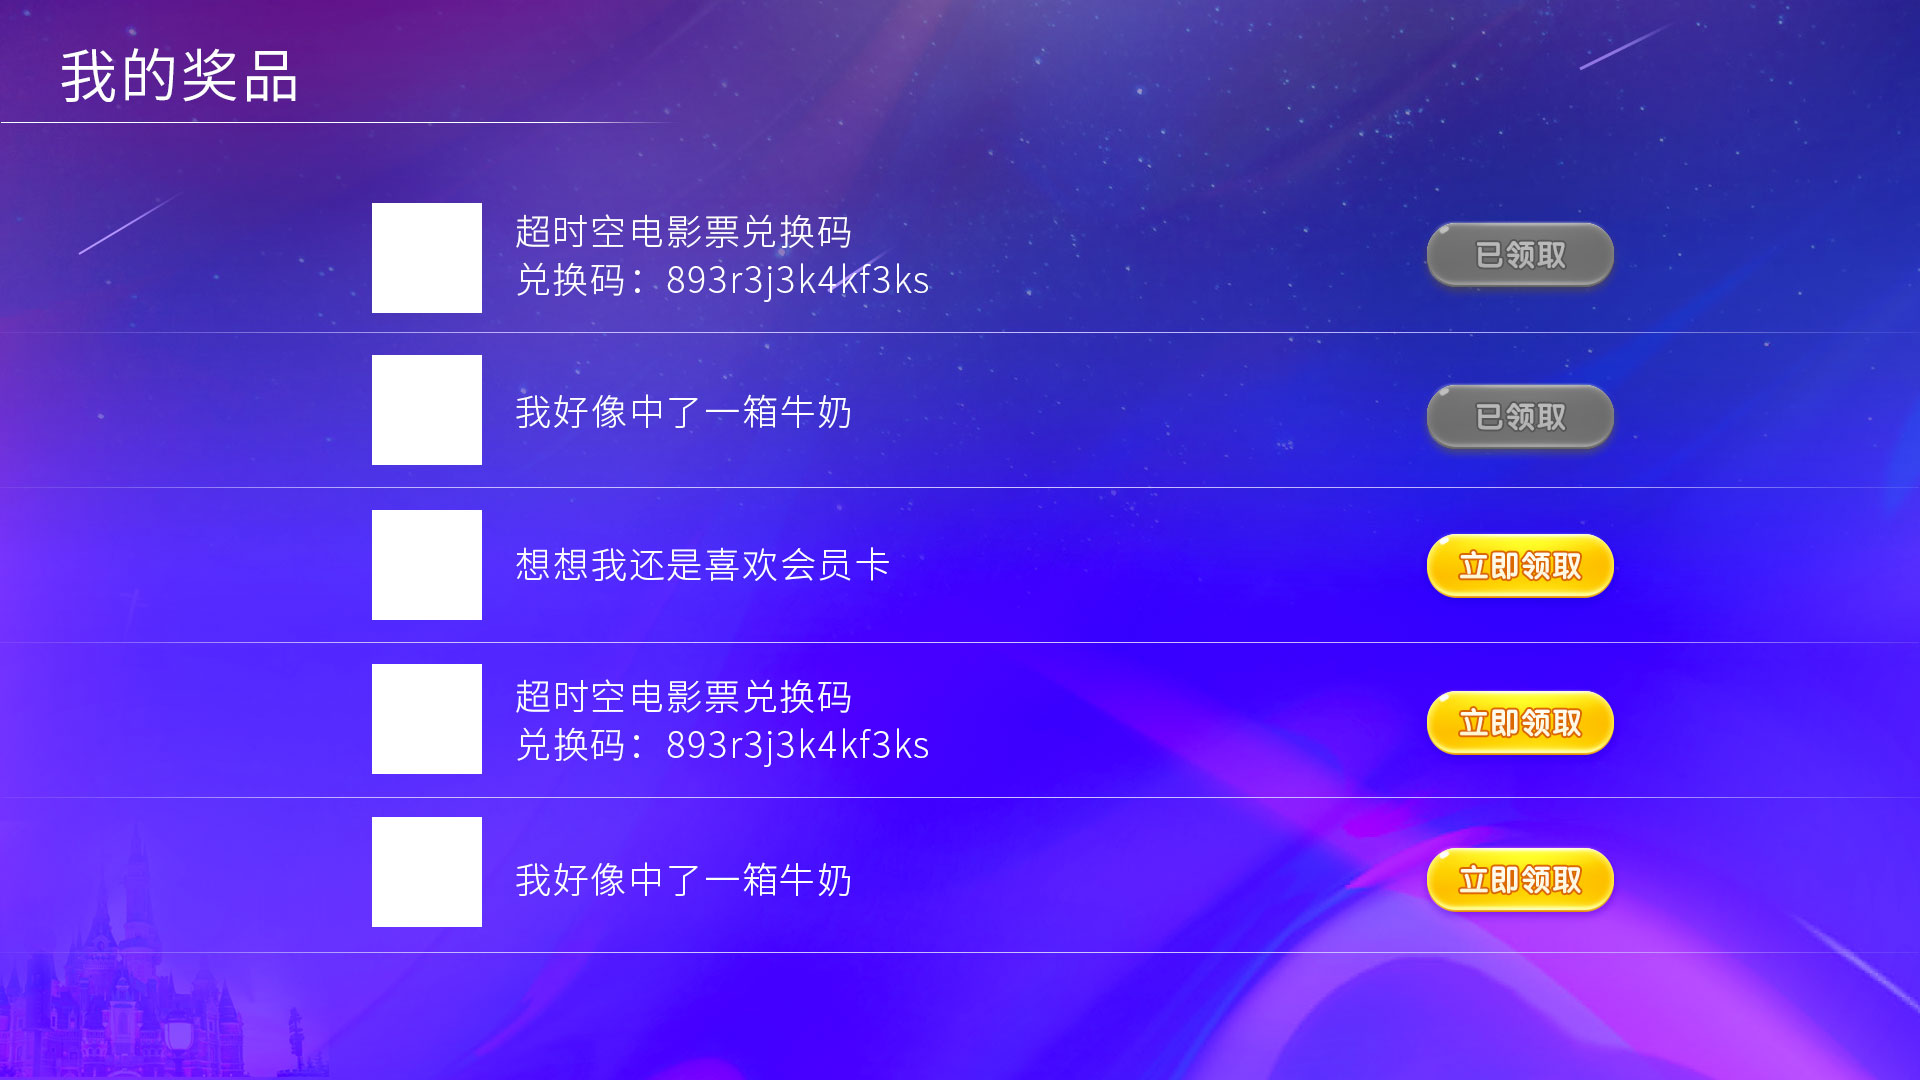 我的奖品
超时空电影票兑换码
兑换码：893r3j3k4kf3ks
已领取
我好像中了一箱牛奶
已领取
想想我还是喜欢会员卡
立即领取
超时空电影票兑换码
兑换码：893r3j3k4kf3ks
立即领取
我好像中了一箱牛奶
立即领取